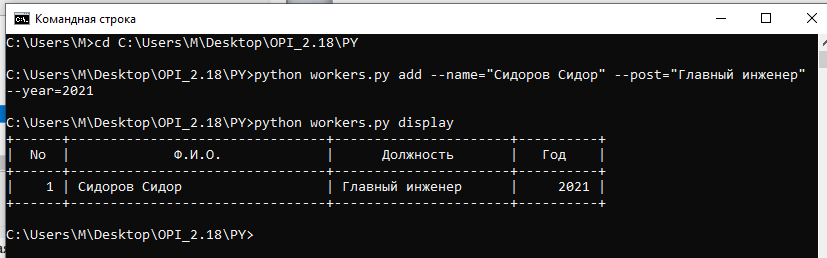 Командная строка
C:\Users\M>cd C:\Users\M\Desktop\OPI_2.18\PY
C:\Users\M\Desktop\OPI_2.18\PY>python workers.py add --name="Сидоров Сидор" --post="Главный инженер"
--year=2021
C:\Users\M\Desktop\OPI_2.18\PY>python workers.py display
+------+--------------------------------+----------------------+----------+
|  No  |             Ф.И.О.             |      Должность       |   Год    |
+------+--------------------------------+----------------------+----------+
|    1 | Сидоров Сидор                  | Главный инженер      |     2021 |
+------+--------------------------------+----------------------+----------+
C:\Users\M\Desktop\OPI_2.18\PY>